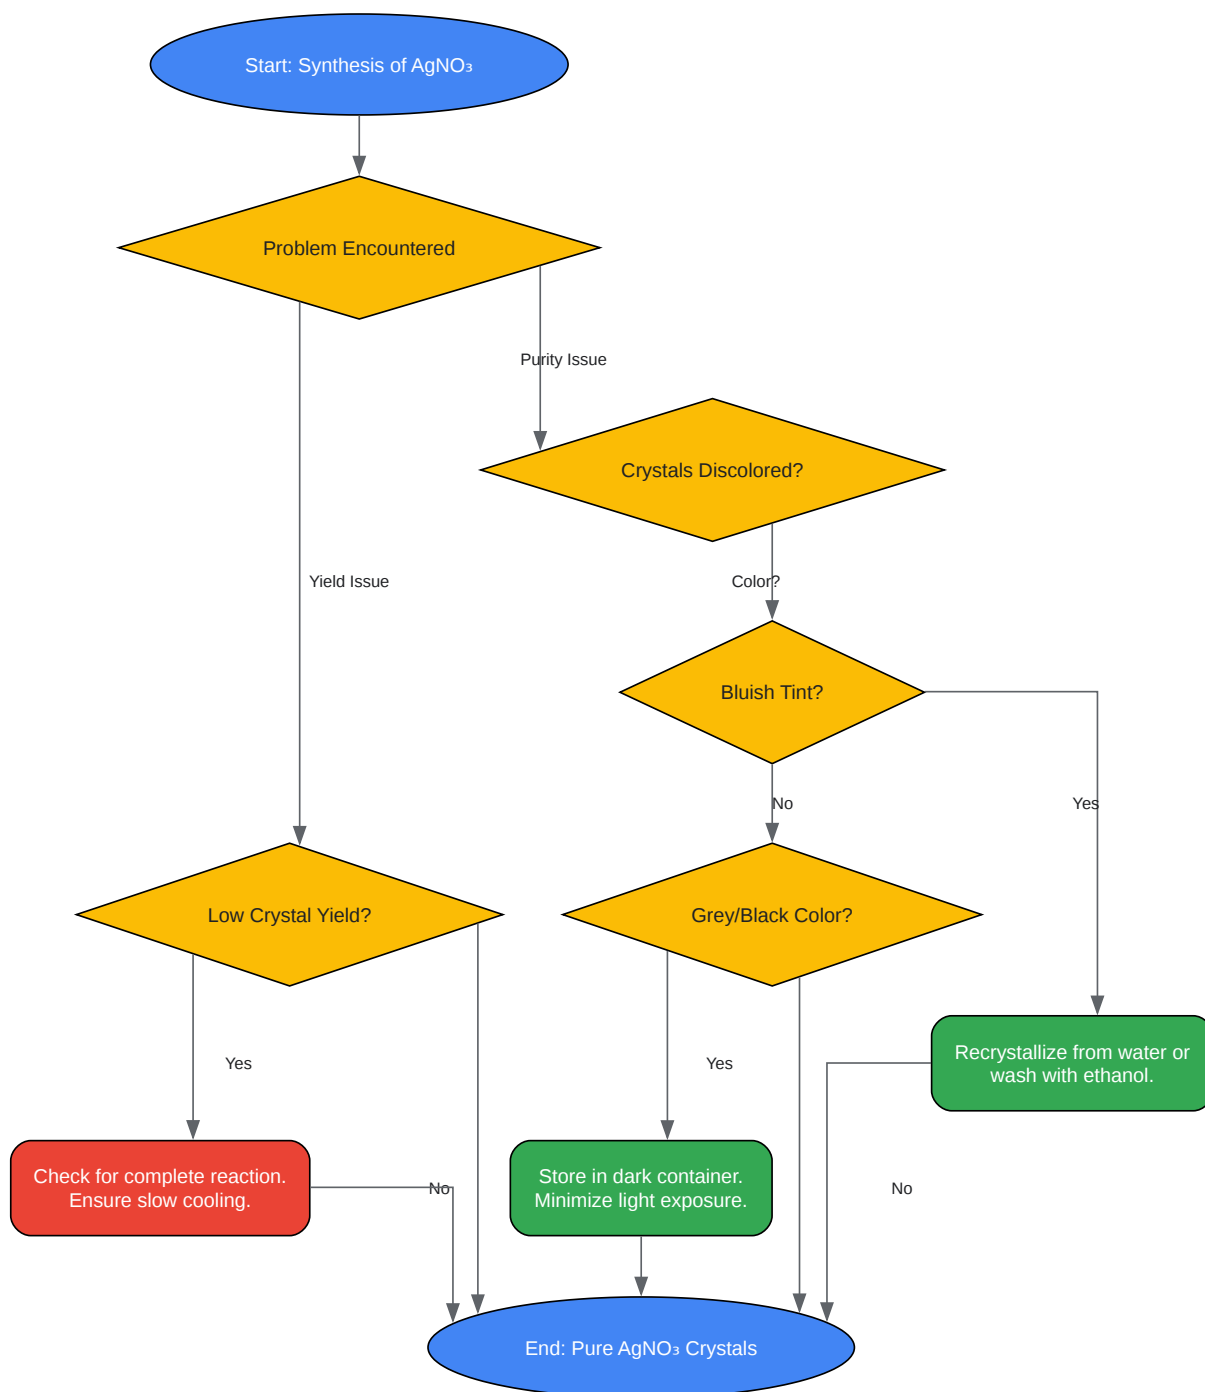 Start: Synthesis of AgNO₃
Problem Encountered
Purity Issue
Crystals Discolored?
Yield Issue
Color?
Bluish Tint?
No
Yes
Low Crystal Yield?
Grey/Black Color?
Yes
Yes
Recrystallize from water or
wash with ethanol.
Check for complete reaction.
Ensure slow cooling.
No
Store in dark container.
Minimize light exposure.
No
End: Pure AgNO₃ Crystals